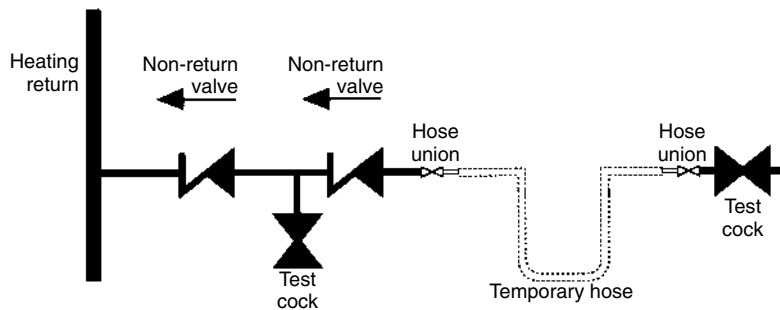 Heating
return
Non-return
valve
Non-return
valve
Hose
union
Hose
union
Test
cock
Test
cock
Temporary hose